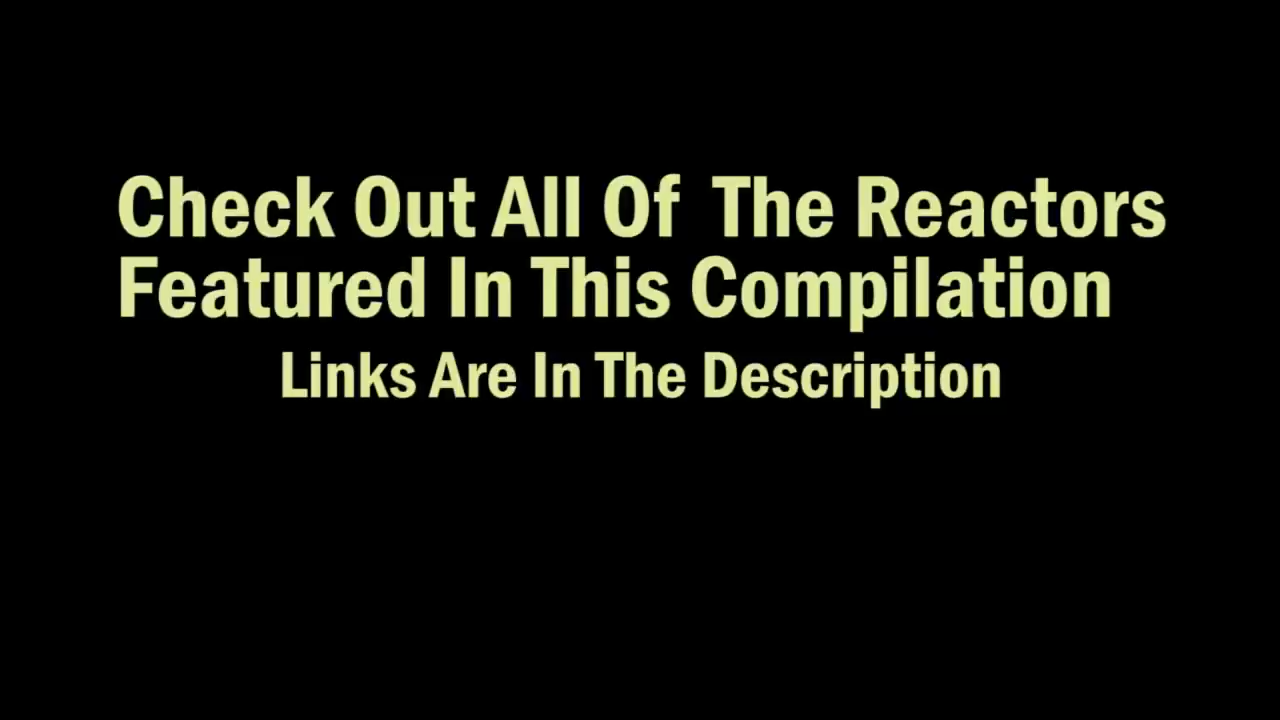 Check Out All Of The Reactors
Featured In This Compilation
Links Are In The Description